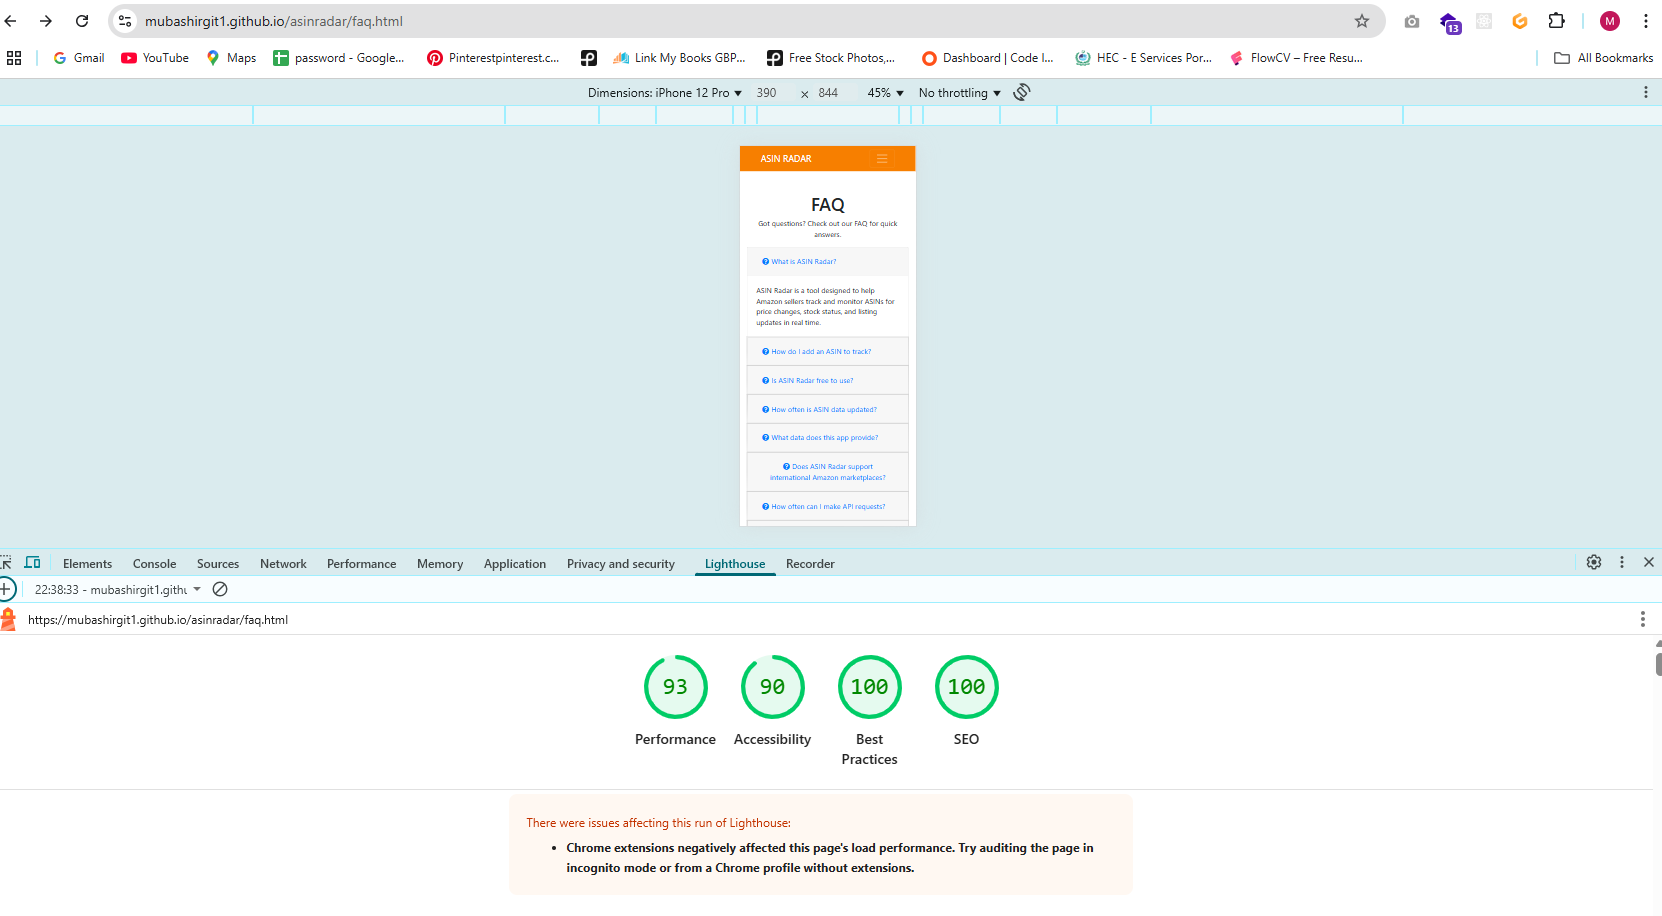 mubashirgit1.github.io/asinradar/faq.html
13
M
Gmail
YouTube
Maps
password - Google...
Pinterestpinterest.c...
Link My Books GBP...
Free Stock Photos,...
Dashboard | Code I...
HEC - E Services Por...
FlowCV – Free Resu...
All Bookmarks
Dimensions: iPhone 12 Pro
390
×
844
45%
No throttling
ASIN RADAR
FAQ
Got questions? Check out our FAQ for quick
answers.
What is ASIN Radar?
ASIN Radar is a tool designed to help
Amazon sellers track and monitor ASINs for
price changes, stock status, and listing
updates in real time.
How do I add an ASIN to track?
Is ASIN Radar free to use?
How often is ASIN data updated?
What data does this app provide?
Does ASIN Radar support
international Amazon marketplaces?
How often can I make API requests?
Elements
Console
Sources
Network
Performance
Memory
Application
Privacy and security
Lighthouse
Recorder
22:38:33 - mubashirgit1.githu
https://mubashirgit1.github.io/asinradar/faq.html
93
90
100
100
Performance
Accessibility
Best
Practices
SEO
There were issues affecting this run of Lighthouse:
• Chrome extensions negatively affected this page's load performance. Try auditing the page in
incognito mode or from a Chrome profile without extensions.